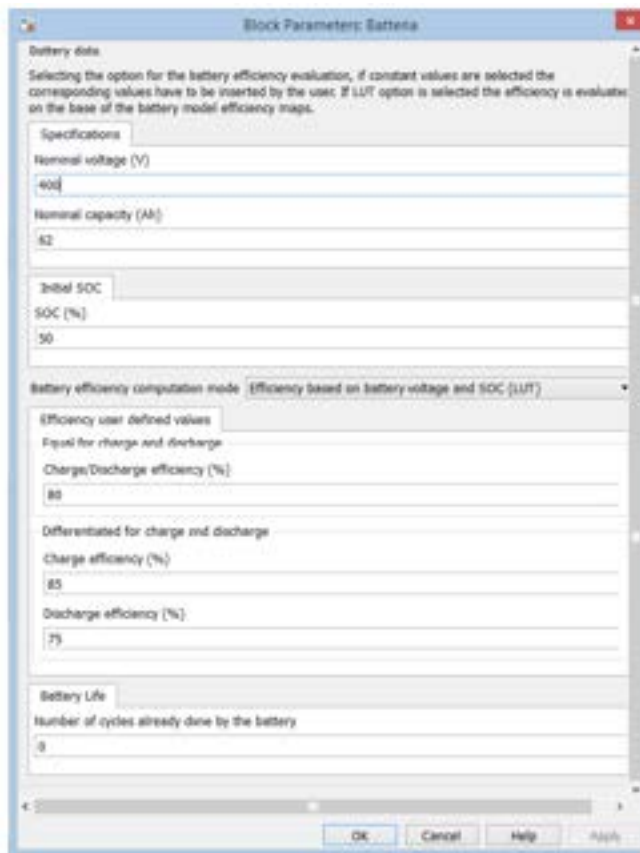 Block Parameters: Batteria
Battery data
Selecting the option for the battery efficiency evaluation, if constant values are selected the
corresponding values have to be inserted by the user. If LUT option is selected the efficiency is evaluate
on the base of the battery model efficiency maps.
Specifications
Nominal voltage (V)
400
Nominal capacity (Ah)
62
Initial SOC
SOC (%)
50
Battery efficiency computation mode Efficiency based on battery voltage and SOC (LUT)
Efficiency user defined values
Equal for charge and discharge
Charge/Discharge efficiency (%)
80
Differentiated for charge and discharge
Charge efficiency (%)
85
Discharge efficiency (%)
75
Battery Life
Number of cycles already done by the battery
0
OK Cancel Help Apply